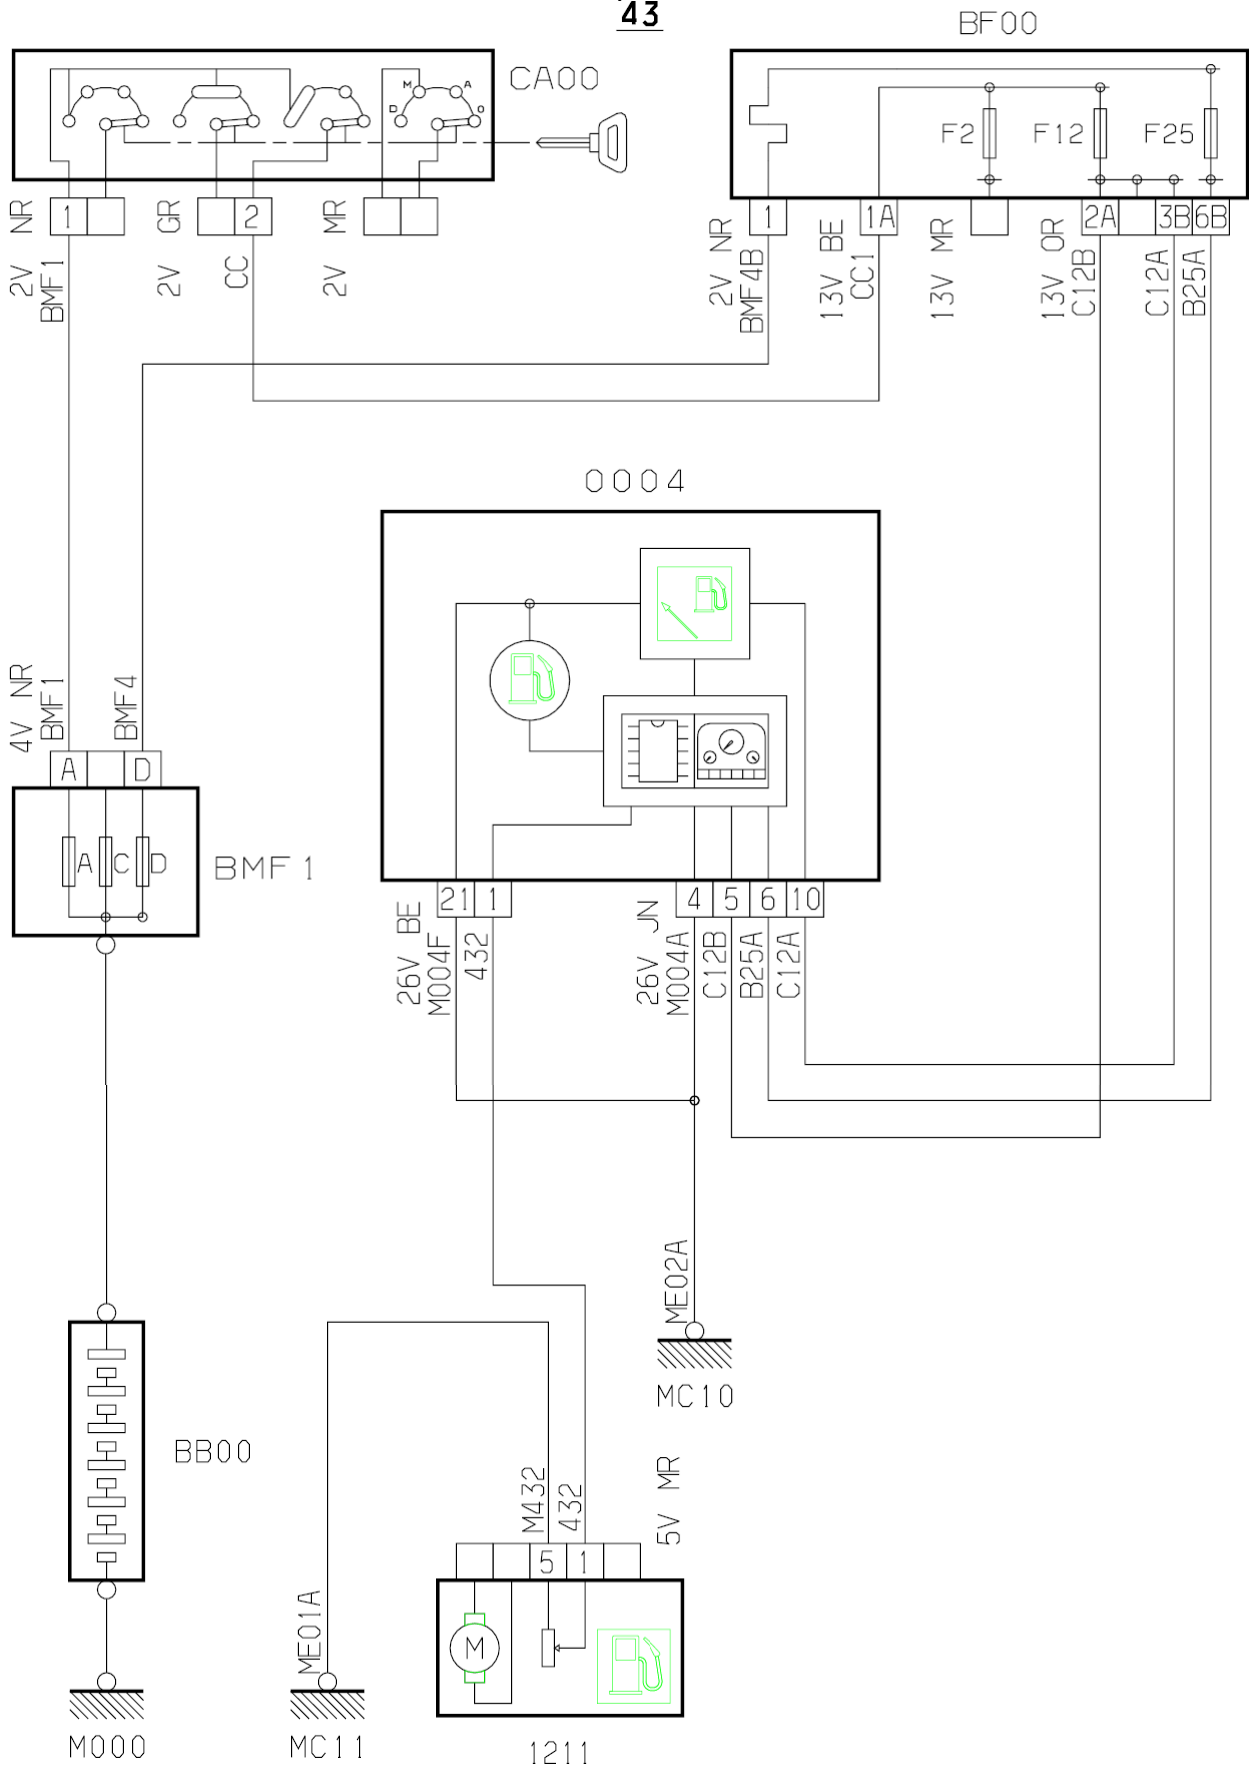 43
BF00
CA00
M A
D O
F2 F12 F25
1 2
1 1A 2A 3B 6B
2V NR
BMF1
2V GR
CC
2V MR
2V NR
BMF4B
13V BE
CC1
13V MR
13V OR
C12B
C12A
B25A
0004
4V NR
BMF1
BMF4
A D
A C D
BMF1
21 1 4 5 6 10
26V BE
M004F
432
26V JN
M004A
C12B
B25A
C12A
ME02A
MC10
BB00
M432
432
5V MR
5 1
ME01A
M
M000
MC11
1211